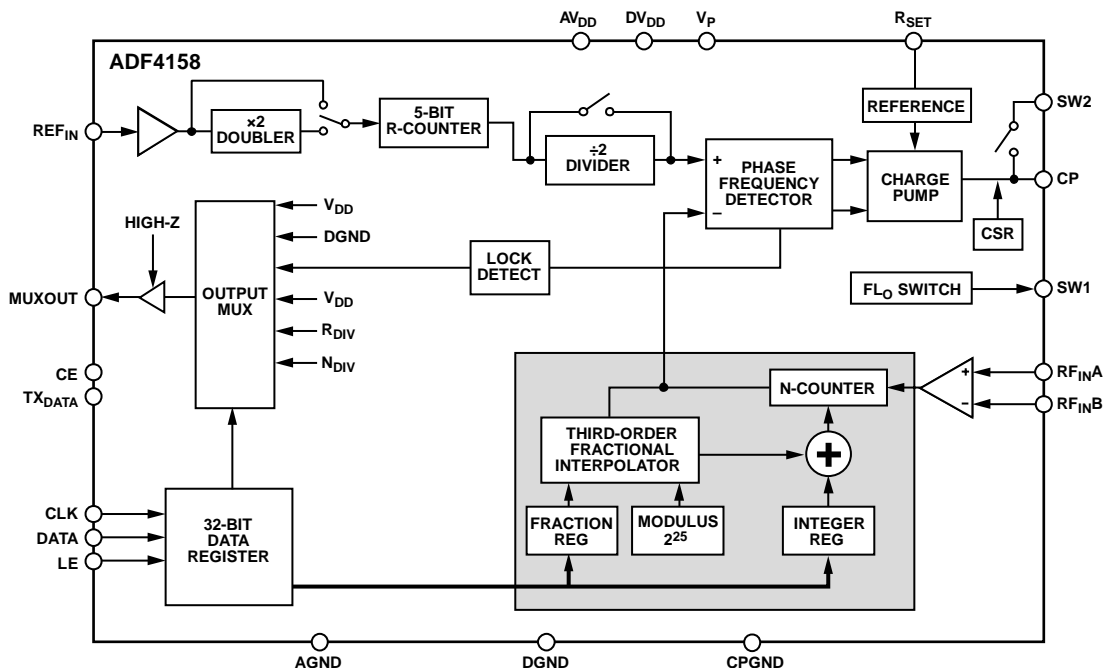 AVDD DVDD VP RSET
ADF4158
REFIN
×2
DOUBLER
5-BIT
R-COUNTER
÷2
DIVIDER
+
−
PHASE
FREQUENCY
DETECTOR
REFERENCE
CHARGE
PUMP
SW2
CP
CSR
HIGH-Z
MUXOUT
OUTPUT
MUX
VDD
DGND
VDD
RDIV
NDIV
LOCK
DETECT
FLO SWITCH
SW1
CE
TXDATA
N-COUNTER
+
−
RFINA
RFINB
THIRD-ORDER
FRACTIONAL
INTERPOLATOR
+
CLK
DATA
LE
32-BIT
DATA
REGISTER
FRACTION
REG
MODULUS
2²⁵
INTEGER
REG
AGND DGND CPGND